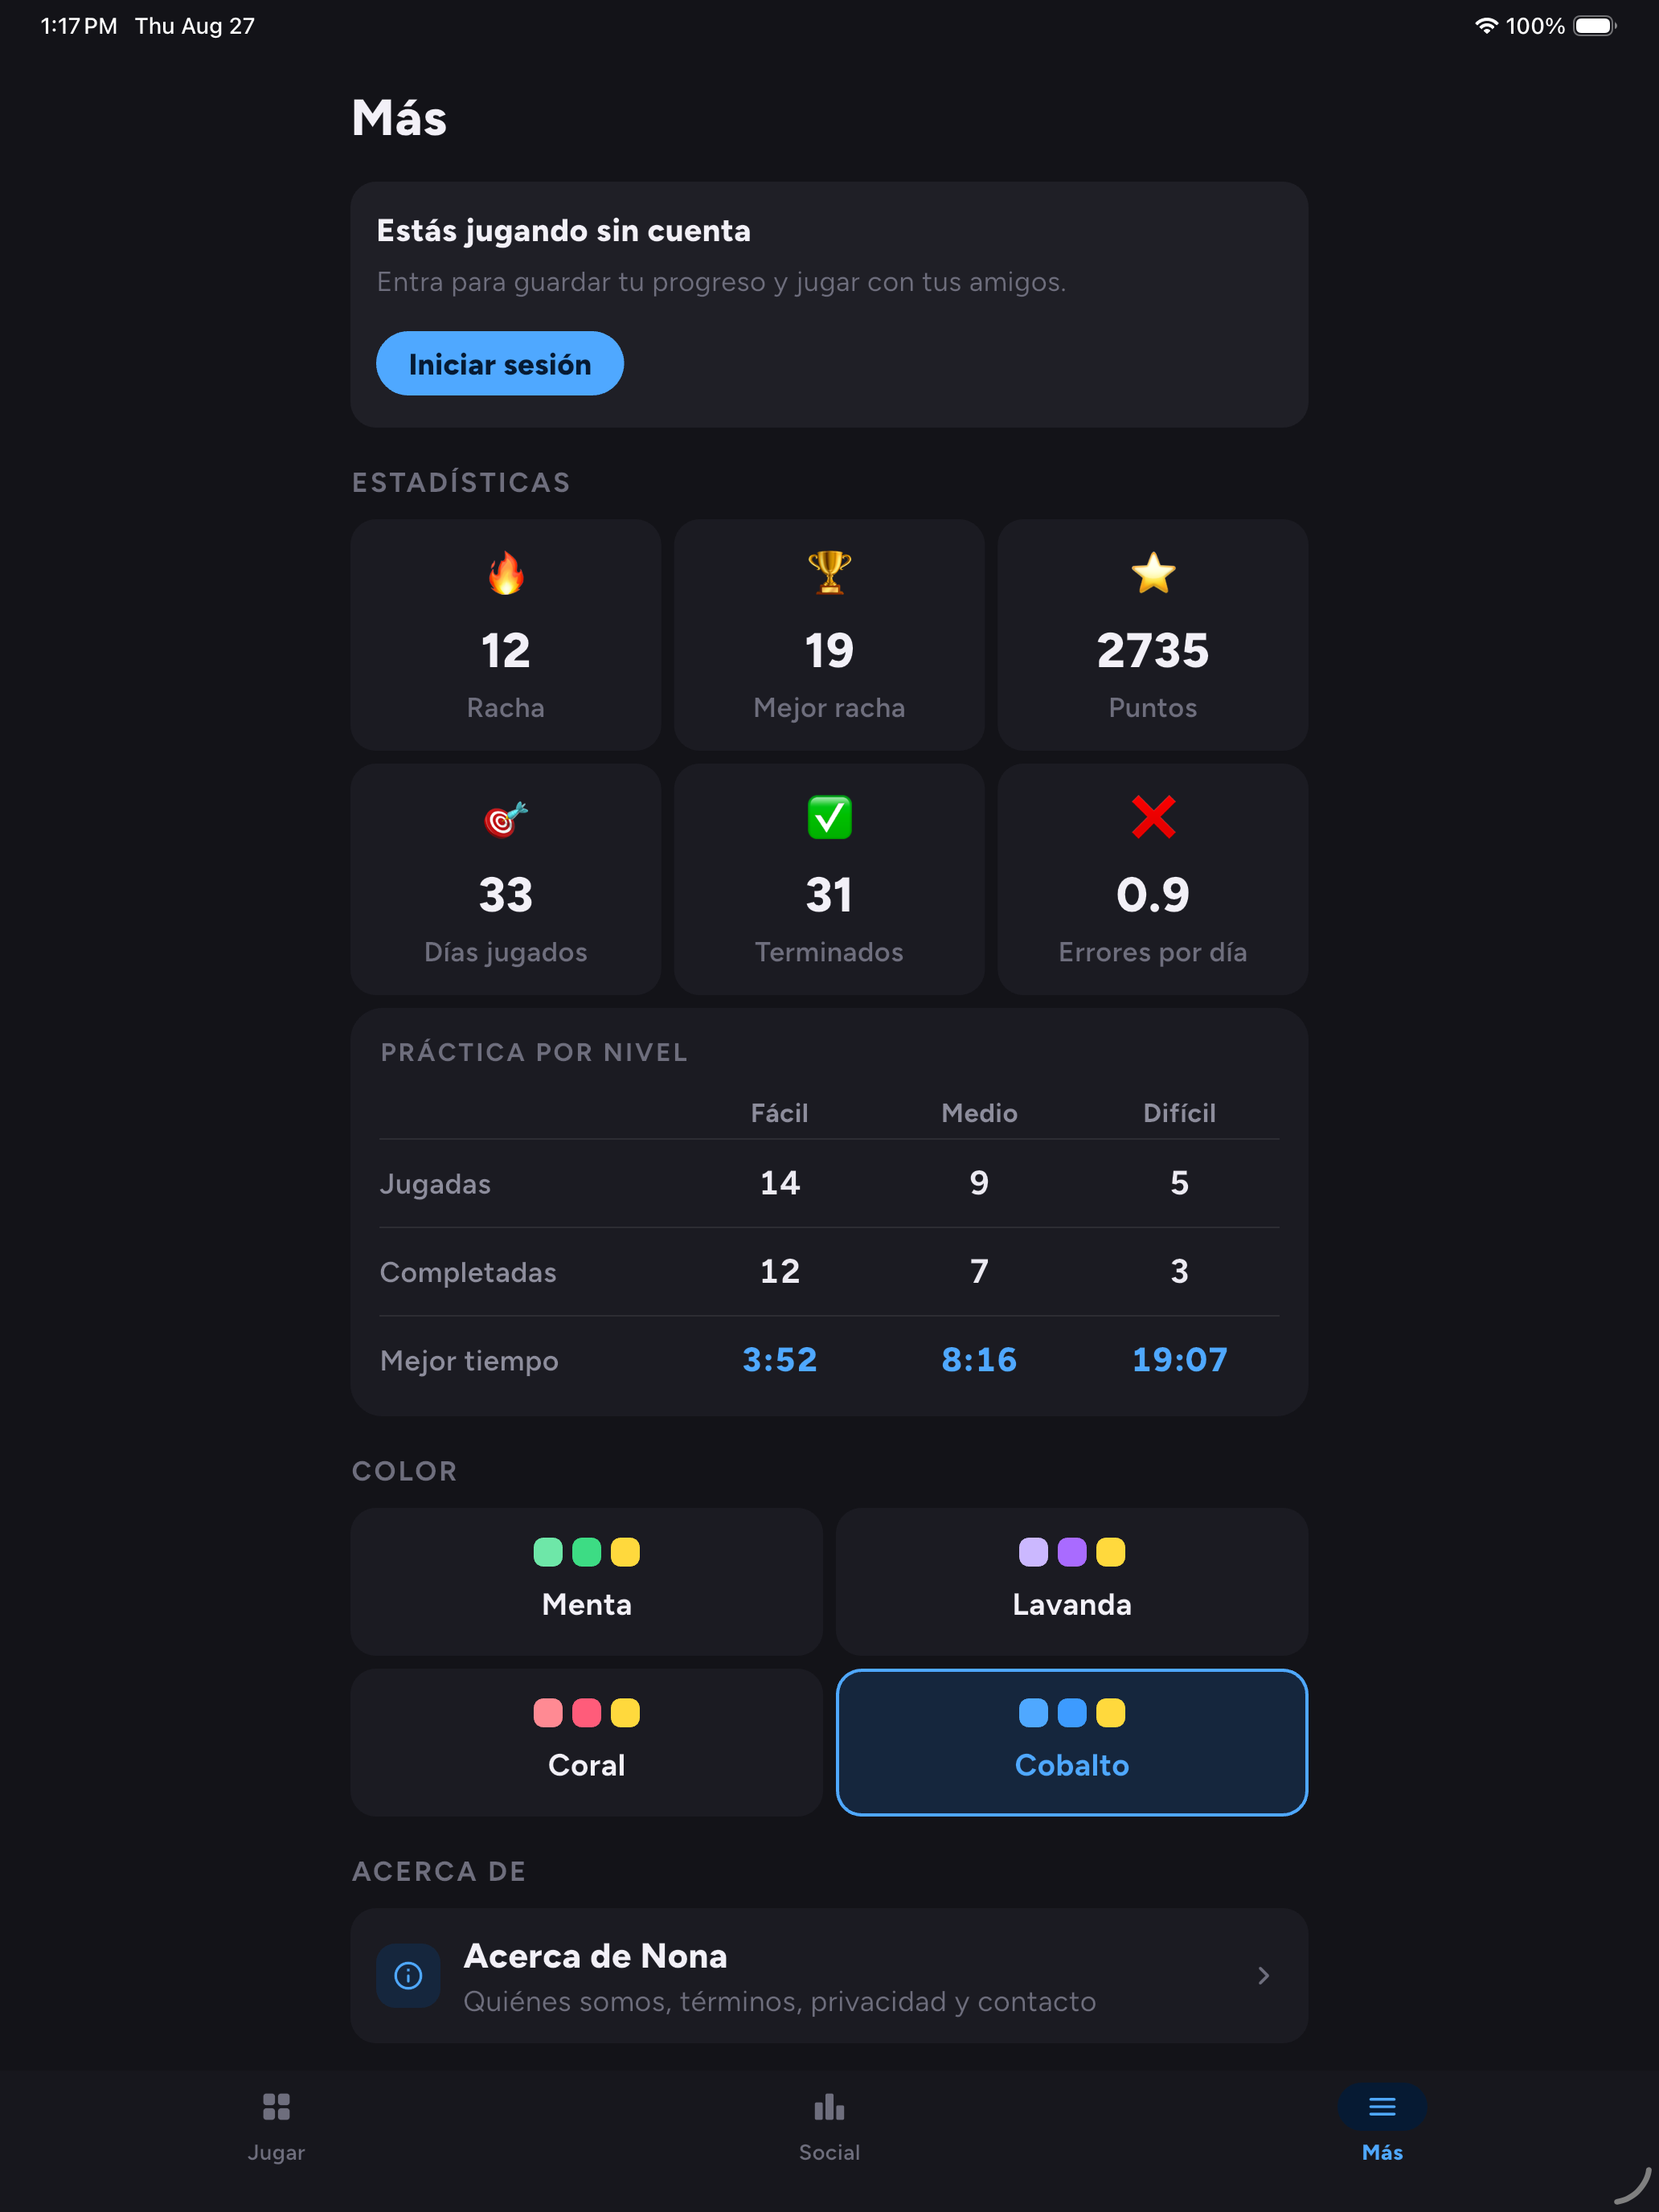 1:17 PM Thu Aug 27 100%
Más
Estás jugando sin cuenta
Entra para guardar tu progreso y jugar con tus amigos.
Iniciar sesión
ESTADÍSTICAS
12 19 2735
Racha Mejor racha Puntos
33 31 0.9
Días jugados Terminados Errores por día
PRÁCTICA POR NIVEL
Fácil Medio Difícil
Jugadas 14 9 5
Completadas 12 7 3
Mejor tiempo 3:52 8:16 19:07
COLOR
Menta Lavanda
Coral Cobalto
ACERCA DE
Acerca de Nona
Quiénes somos, términos, privacidad y contacto
Jugar Social Más